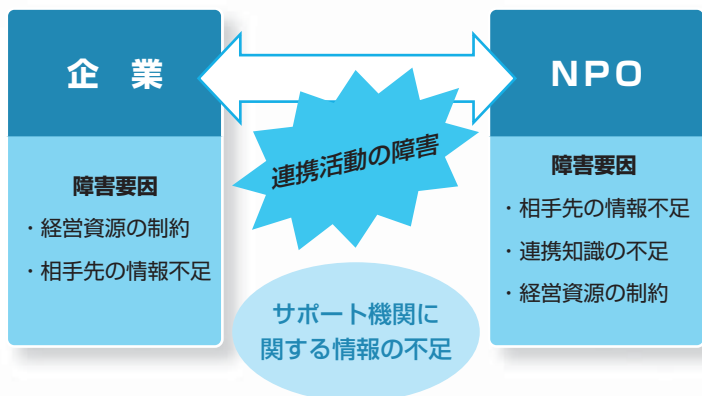 企 業
障害要因
・経営資源の制約
・相手先の情報不足
連携活動の障害
サポート機関に
関する情報の不足
NPO
障害要因
・相手先の情報不足
・連携知識の不足
・経営資源の制約